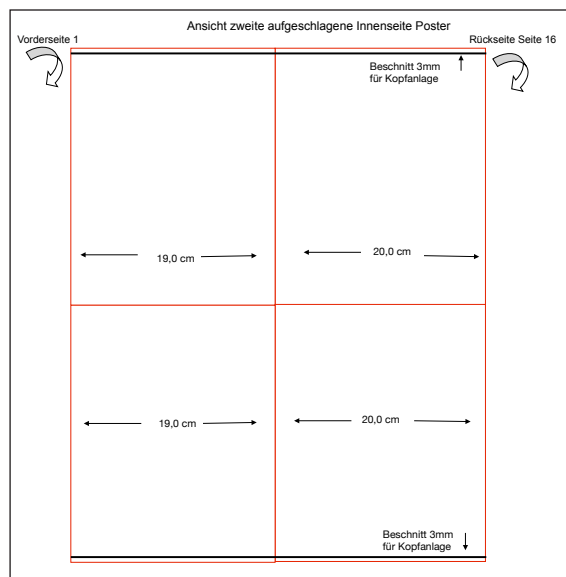 Ansicht zweite aufgeschlagene Innenseite Poster
Vorderseite 1
Rückseite Seite 16
Beschnitt 3mm
für Kopfanlage
19,0 cm
20,0 cm
19,0 cm
20,0 cm
Beschnitt 3mm
für Kopfanlage